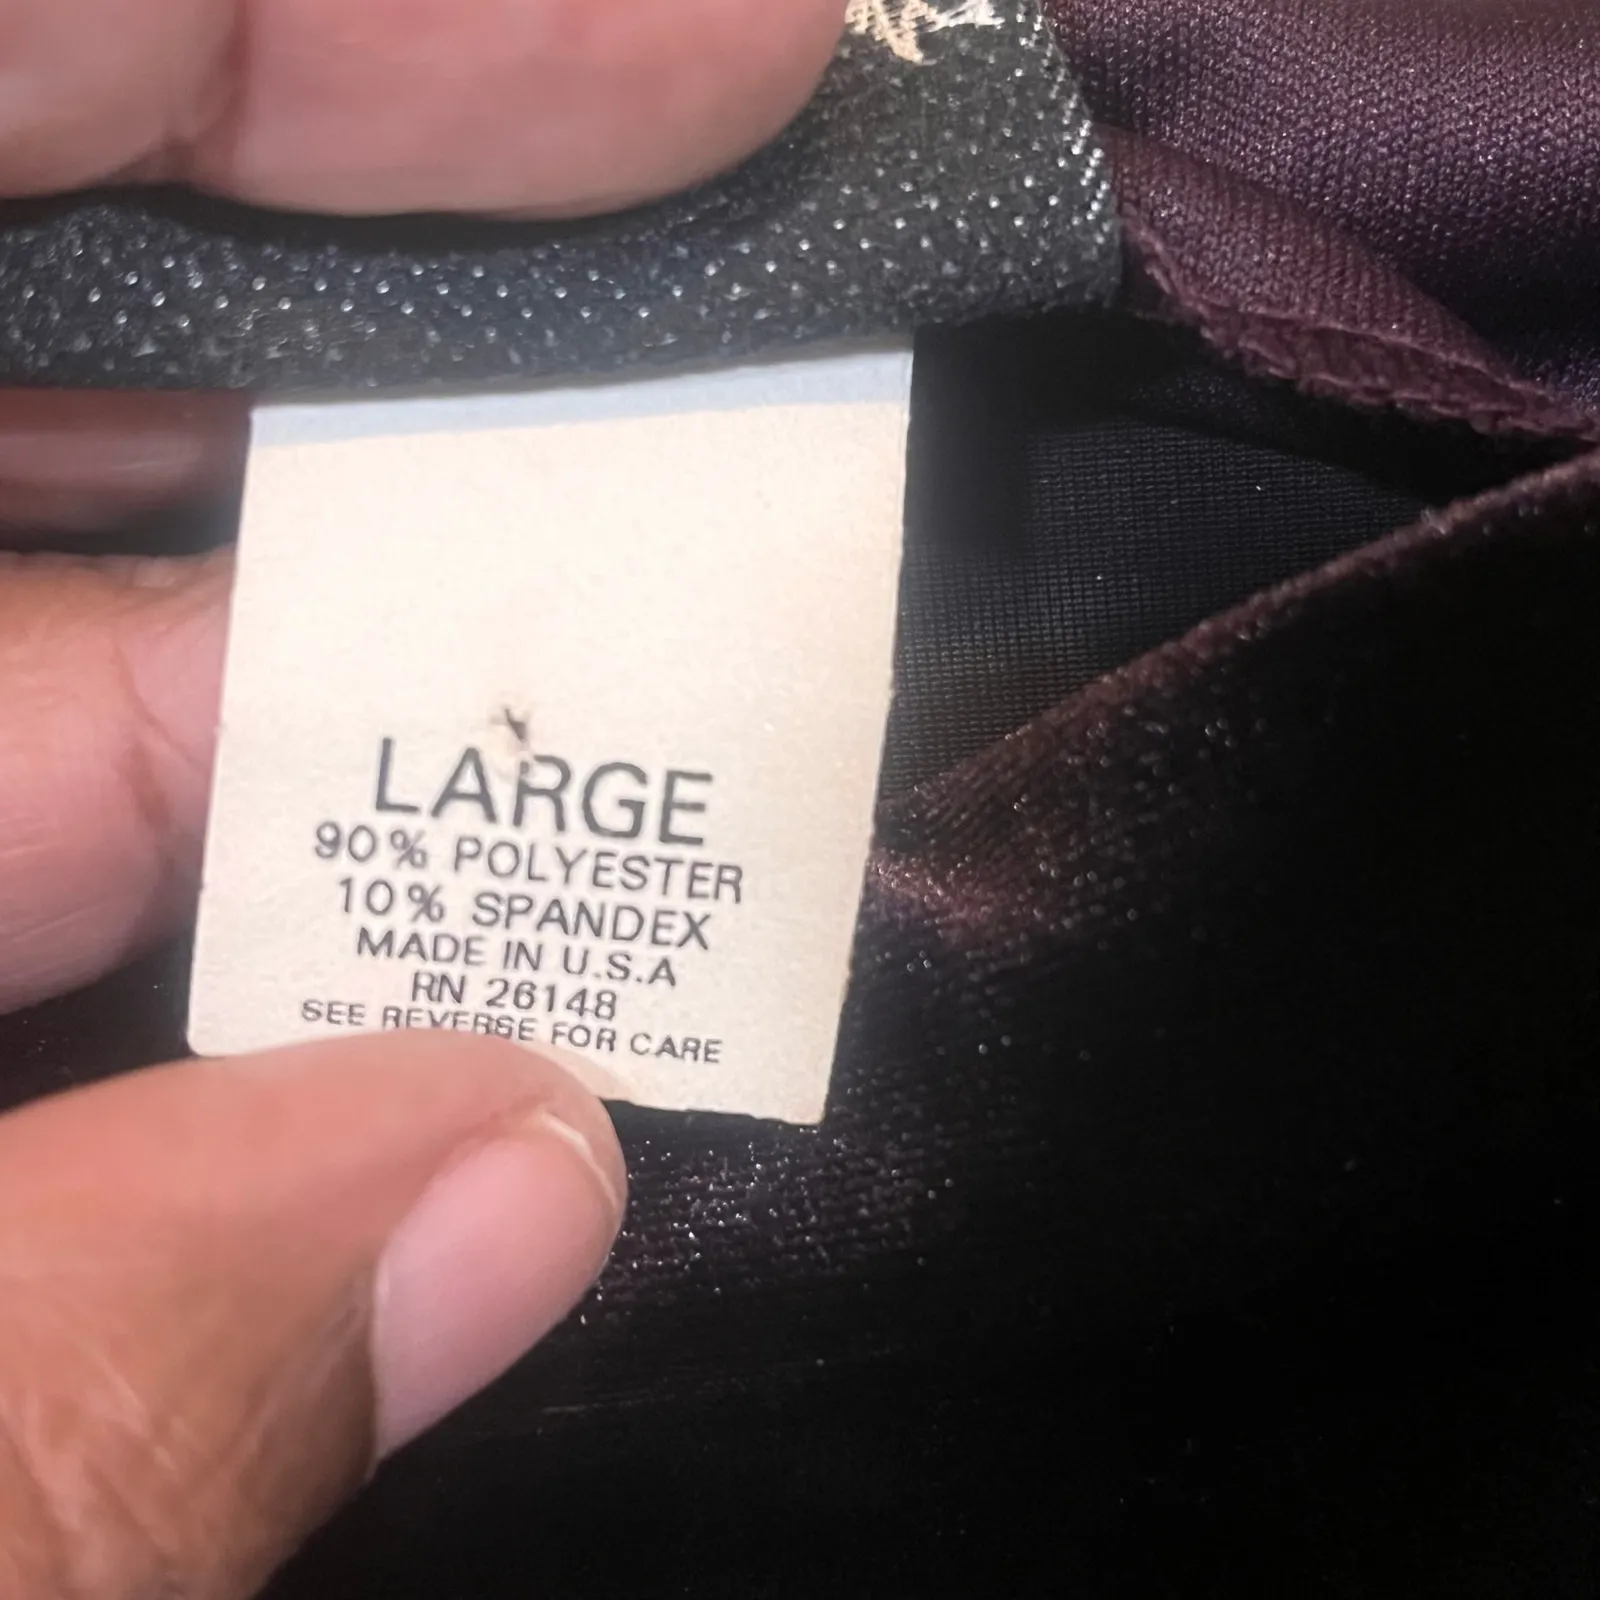 LARGE
90% POLYESTER
10% SPANDEX
MADE IN U.S.A
RN 26148
SEE REVERSE FOR CARE